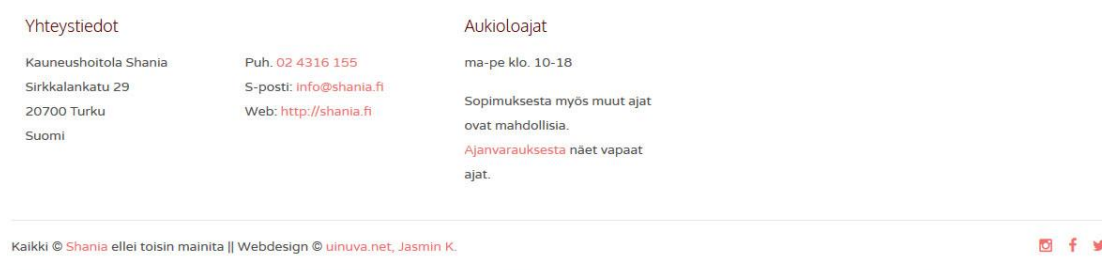 Yhteystiedot
Kauneushoitola Shania
Sirkkalankatu 29
20700 Turku
Suomi
Puh. 02 4316 155
S-posti: info@shania.fi
Web: http://shania.fi
Aukioloajat
ma-pe klo. 10-18
Sopimuksesta myös muut ajat
ovat mahdollisia.
Ajanvarauksesta näet vapaat
ajat.
Kaikki © Shania ellei toisin mainita || Webdesign © uinuva.net, Jasmin K.